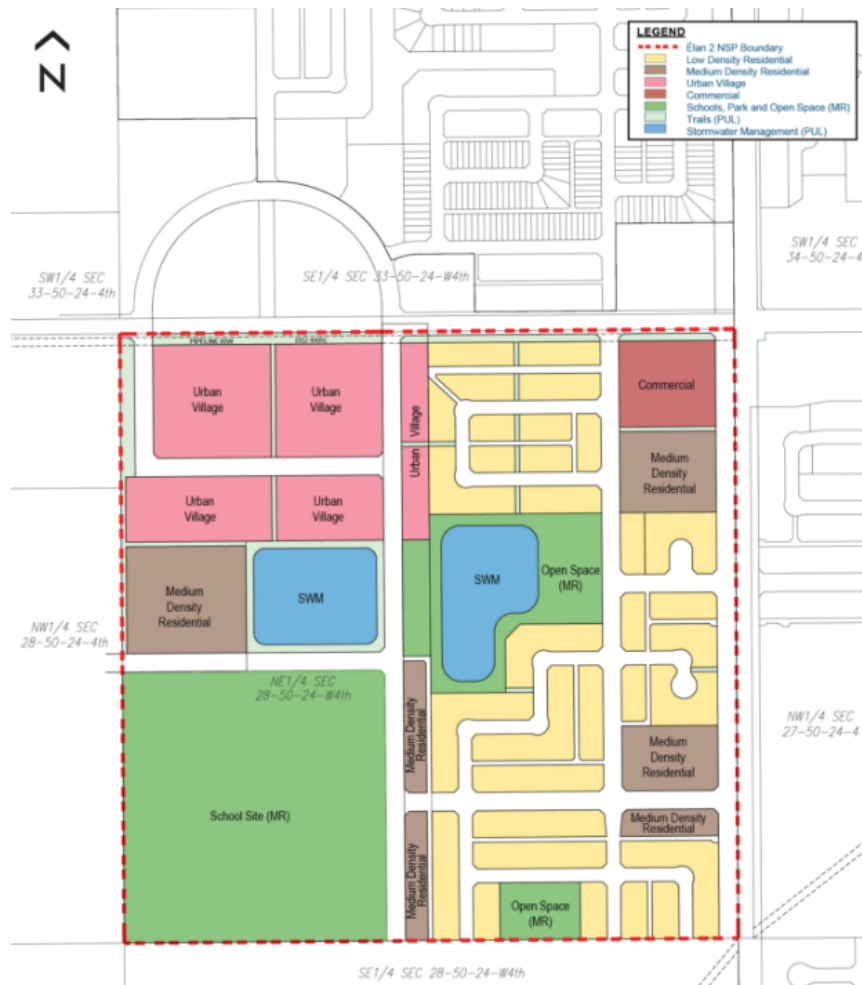 N
LEGEND
Élan 2 NSP Boundary
Low Density Residential
Medium Density Residential
Urban Village
Commercial
Schools, Park and Open Space (MR)
Trails (PUL)
Stormwater Management (PUL)
SW1/4 SEC
33-50-24-4th
SE1/4 SEC 33-50-24-W4th
SW1/4 SEC
34-50-24-4
PIPELINE R/W
Urban
Village
Urban
Village
Urban Village
Commercial
Medium
Density
Residential
Urban
Village
Urban
Village
Medium
Density
Residential
SWM
SWM
Open Space
(MR)
NW1/4 SEC
28-50-24-4th
NE1/4 SEC
28-50-24-W4th
Medium Density
Residential
NW1/4 SEC
27-50-24-4
Medium
Density
Residential
School Site (MR)
Medium Density
Residential
Medium Density
Residential
Open Space
(MR)
SE1/4 SEC 28-50-24-W4th